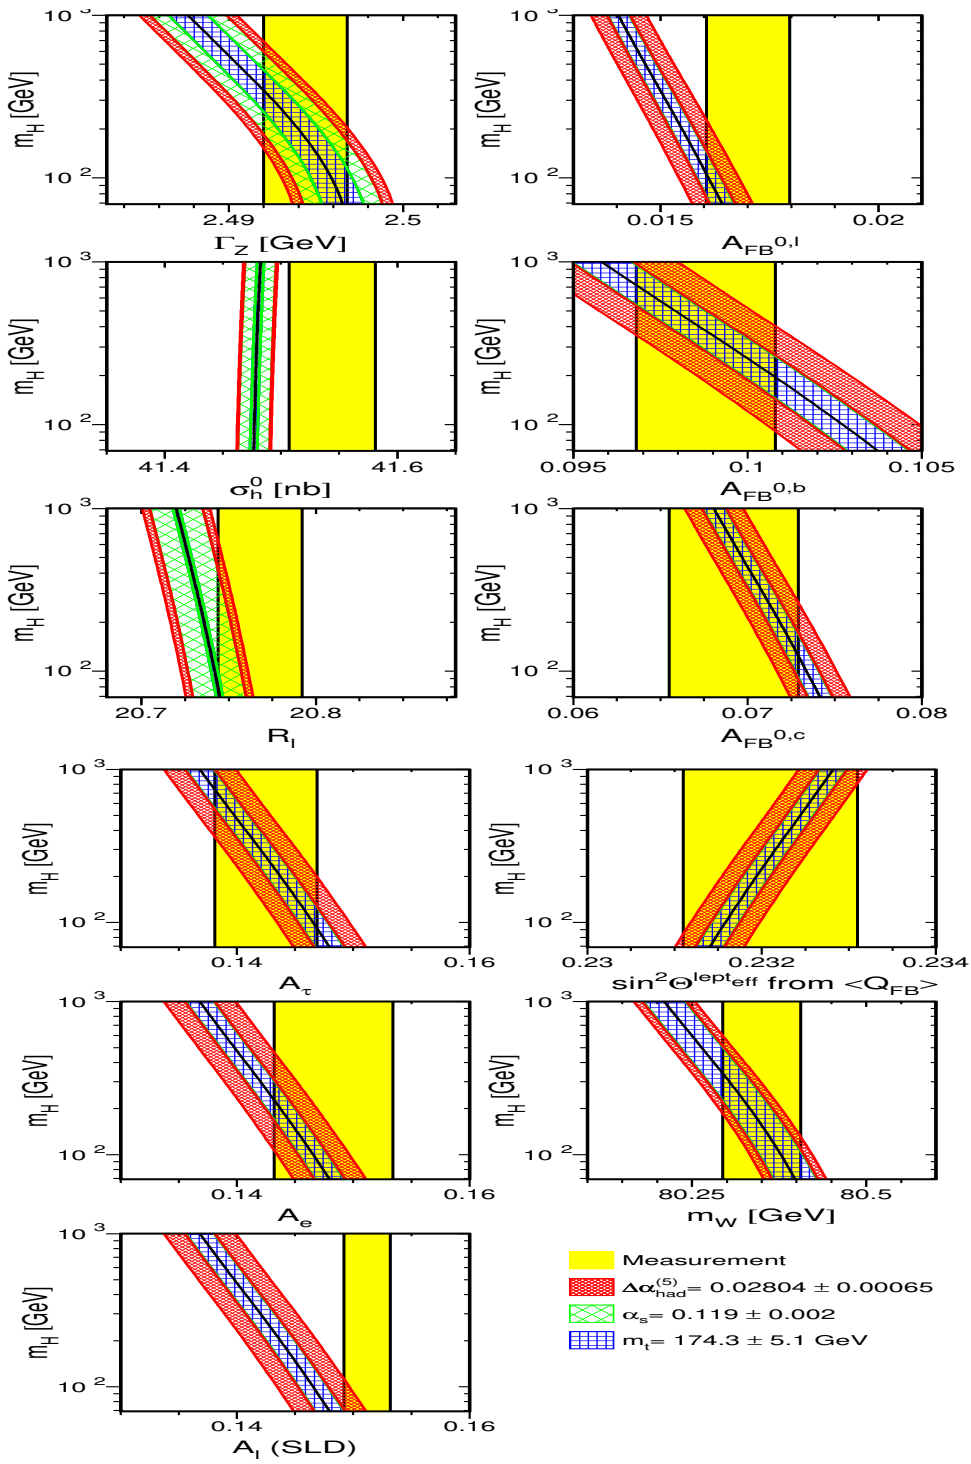 10³
m_H [GeV]
10²
2.49 2.5
Γ_Z [GeV]
10³
m_H [GeV]
10²
0.015 0.02
A_FB^0,l
10³
m_H [GeV]
10²
41.4 41.6
σ_h^0 [nb]
10³
m_H [GeV]
10²
0.095 0.1 0.105
A_FB^0,b
10³
m_H [GeV]
10²
20.7 20.8
R_l
10³
m_H [GeV]
10²
0.06 0.07 0.08
A_FB^0,c
10³
m_H [GeV]
10²
0.14 0.16
A_τ
10³
m_H [GeV]
10²
0.23 0.232 0.234
sin²Θ^lept_eff from <Q_FB>
10³
m_H [GeV]
10²
0.14 0.16
A_e
10³
m_H [GeV]
10²
80.25 80.5
m_W [GeV]
10³
m_H [GeV]
10²
0.14 0.16
A_l (SLD)
Measurement
Δα_had^(5)= 0.02804 ± 0.00065
α_s= 0.119 ± 0.002
m_t= 174.3 ± 5.1 GeV